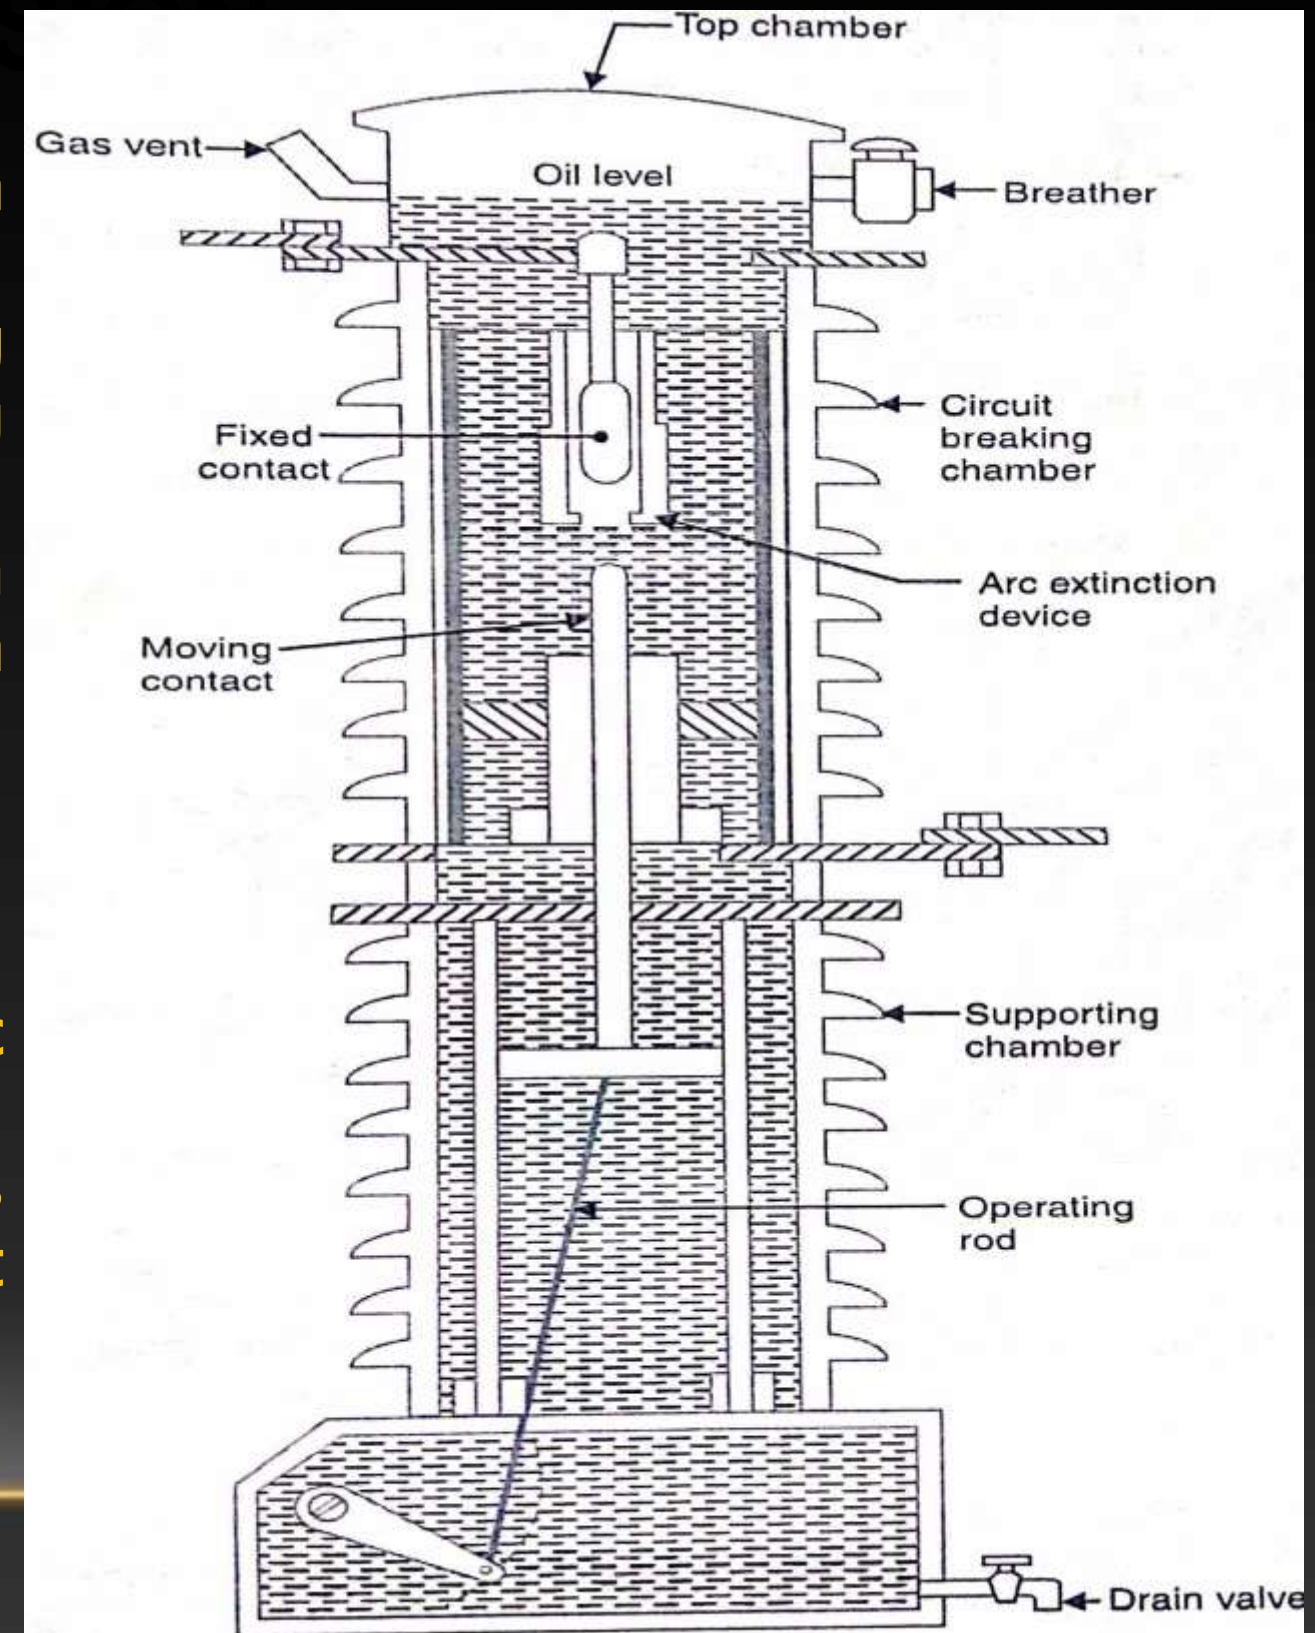 Top chamber
Gas vent
Oil level
Breather
Fixed
contact
Circuit
breaking
chamber
Arc extinction
device
Moving
contact
Supporting
chamber
Operating
rod
Drain valve